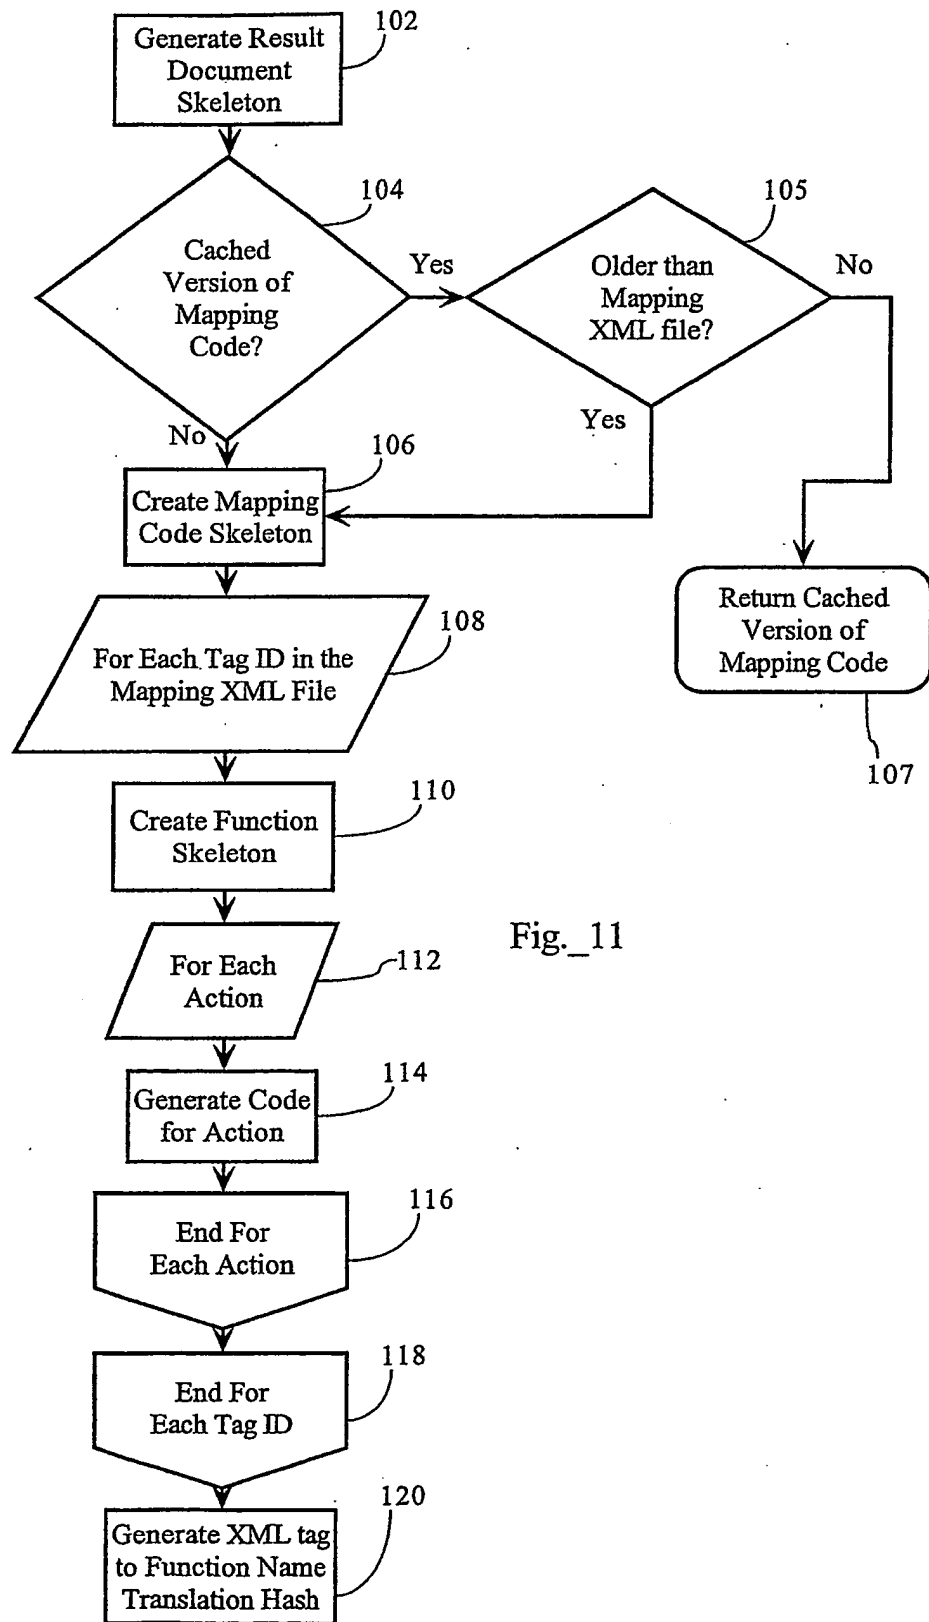 Generate Result
Document
Skeleton
102
Cached
Version of
Mapping
Code?
104
Yes
No
Older than
Mapping
XML file?
105
No
Yes
Create Mapping
Code Skeleton
106
Return Cached
Version of
Mapping Code
107
For Each Tag ID in the
Mapping XML File
108
Create Function
Skeleton
110
For Each
Action
112
Fig._11
Generate Code
for Action
114
End For
Each Action
116
End For
Each Tag ID
118
Generate XML tag
to Function Name
Translation Hash
120